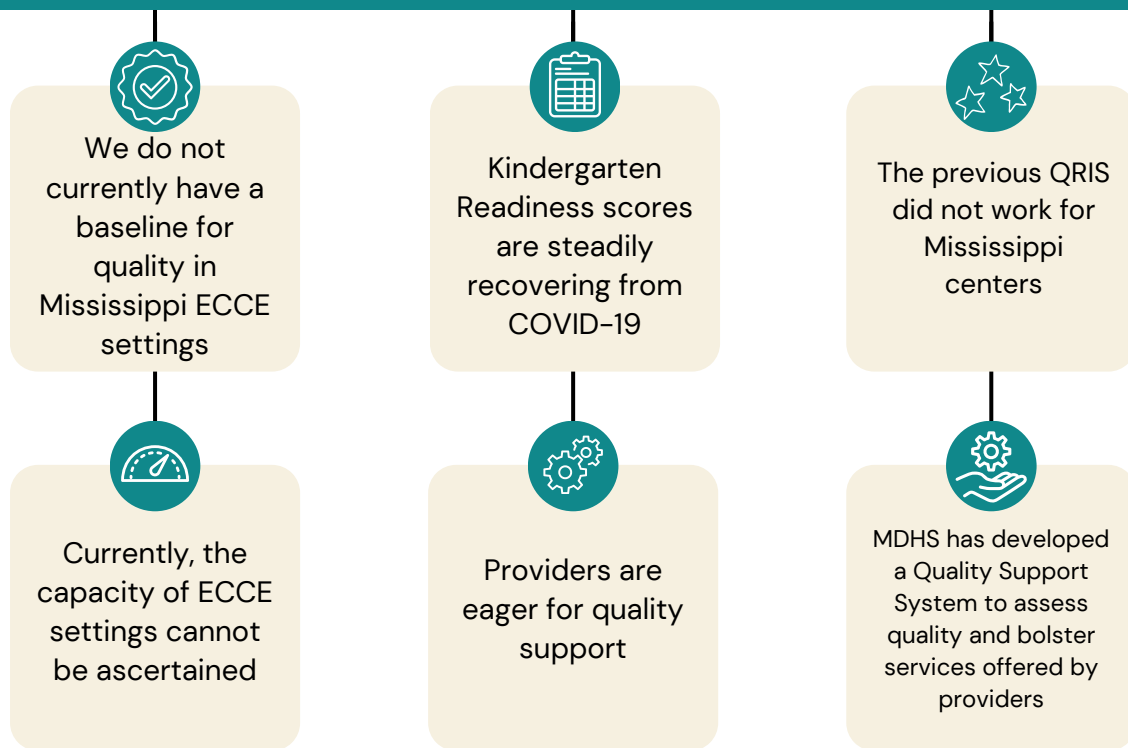 We do not
currently have a
baseline for
quality in
Mississippi ECCE
settings
Kindergarten
Readiness scores
are steadily
recovering from
COVID-19
The previous QRIS
did not work for
Mississippi
centers
Currently, the
capacity of ECCE
settings cannot
be ascertained
Providers are
eager for quality
support
MDHS has developed
a Quality Support
System to assess
quality and bolster
services offered by
providers